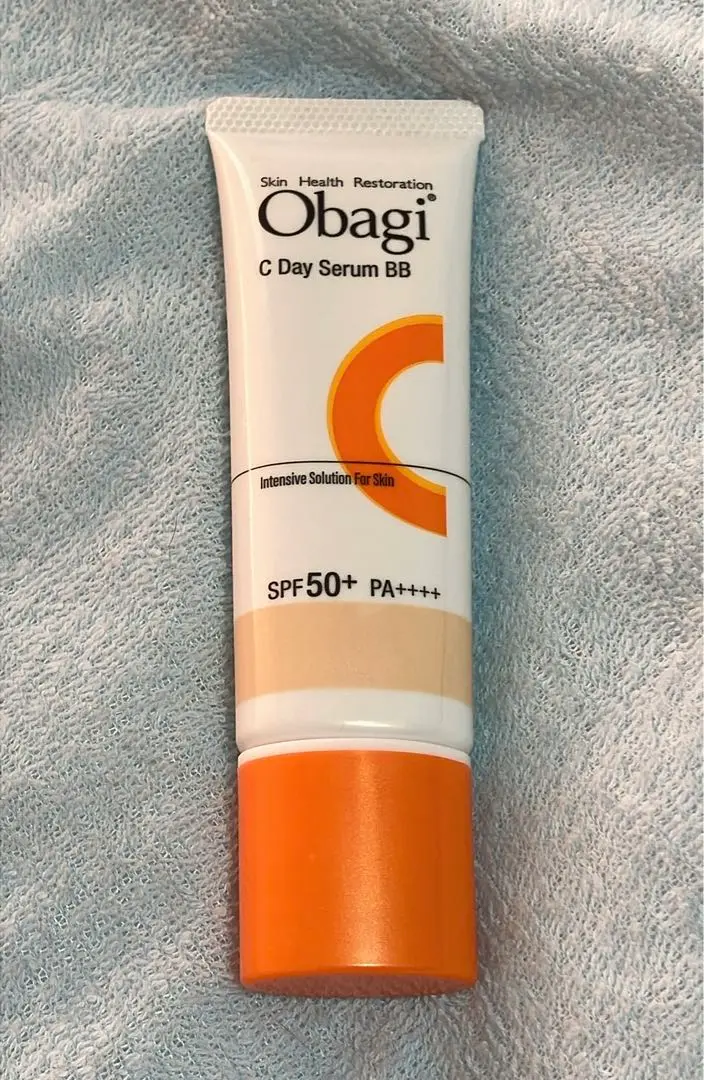 Skin Health Restoration
Obagi®
C Day Serum BB
Intensive Solution For Skin
SPF50+ PA++++